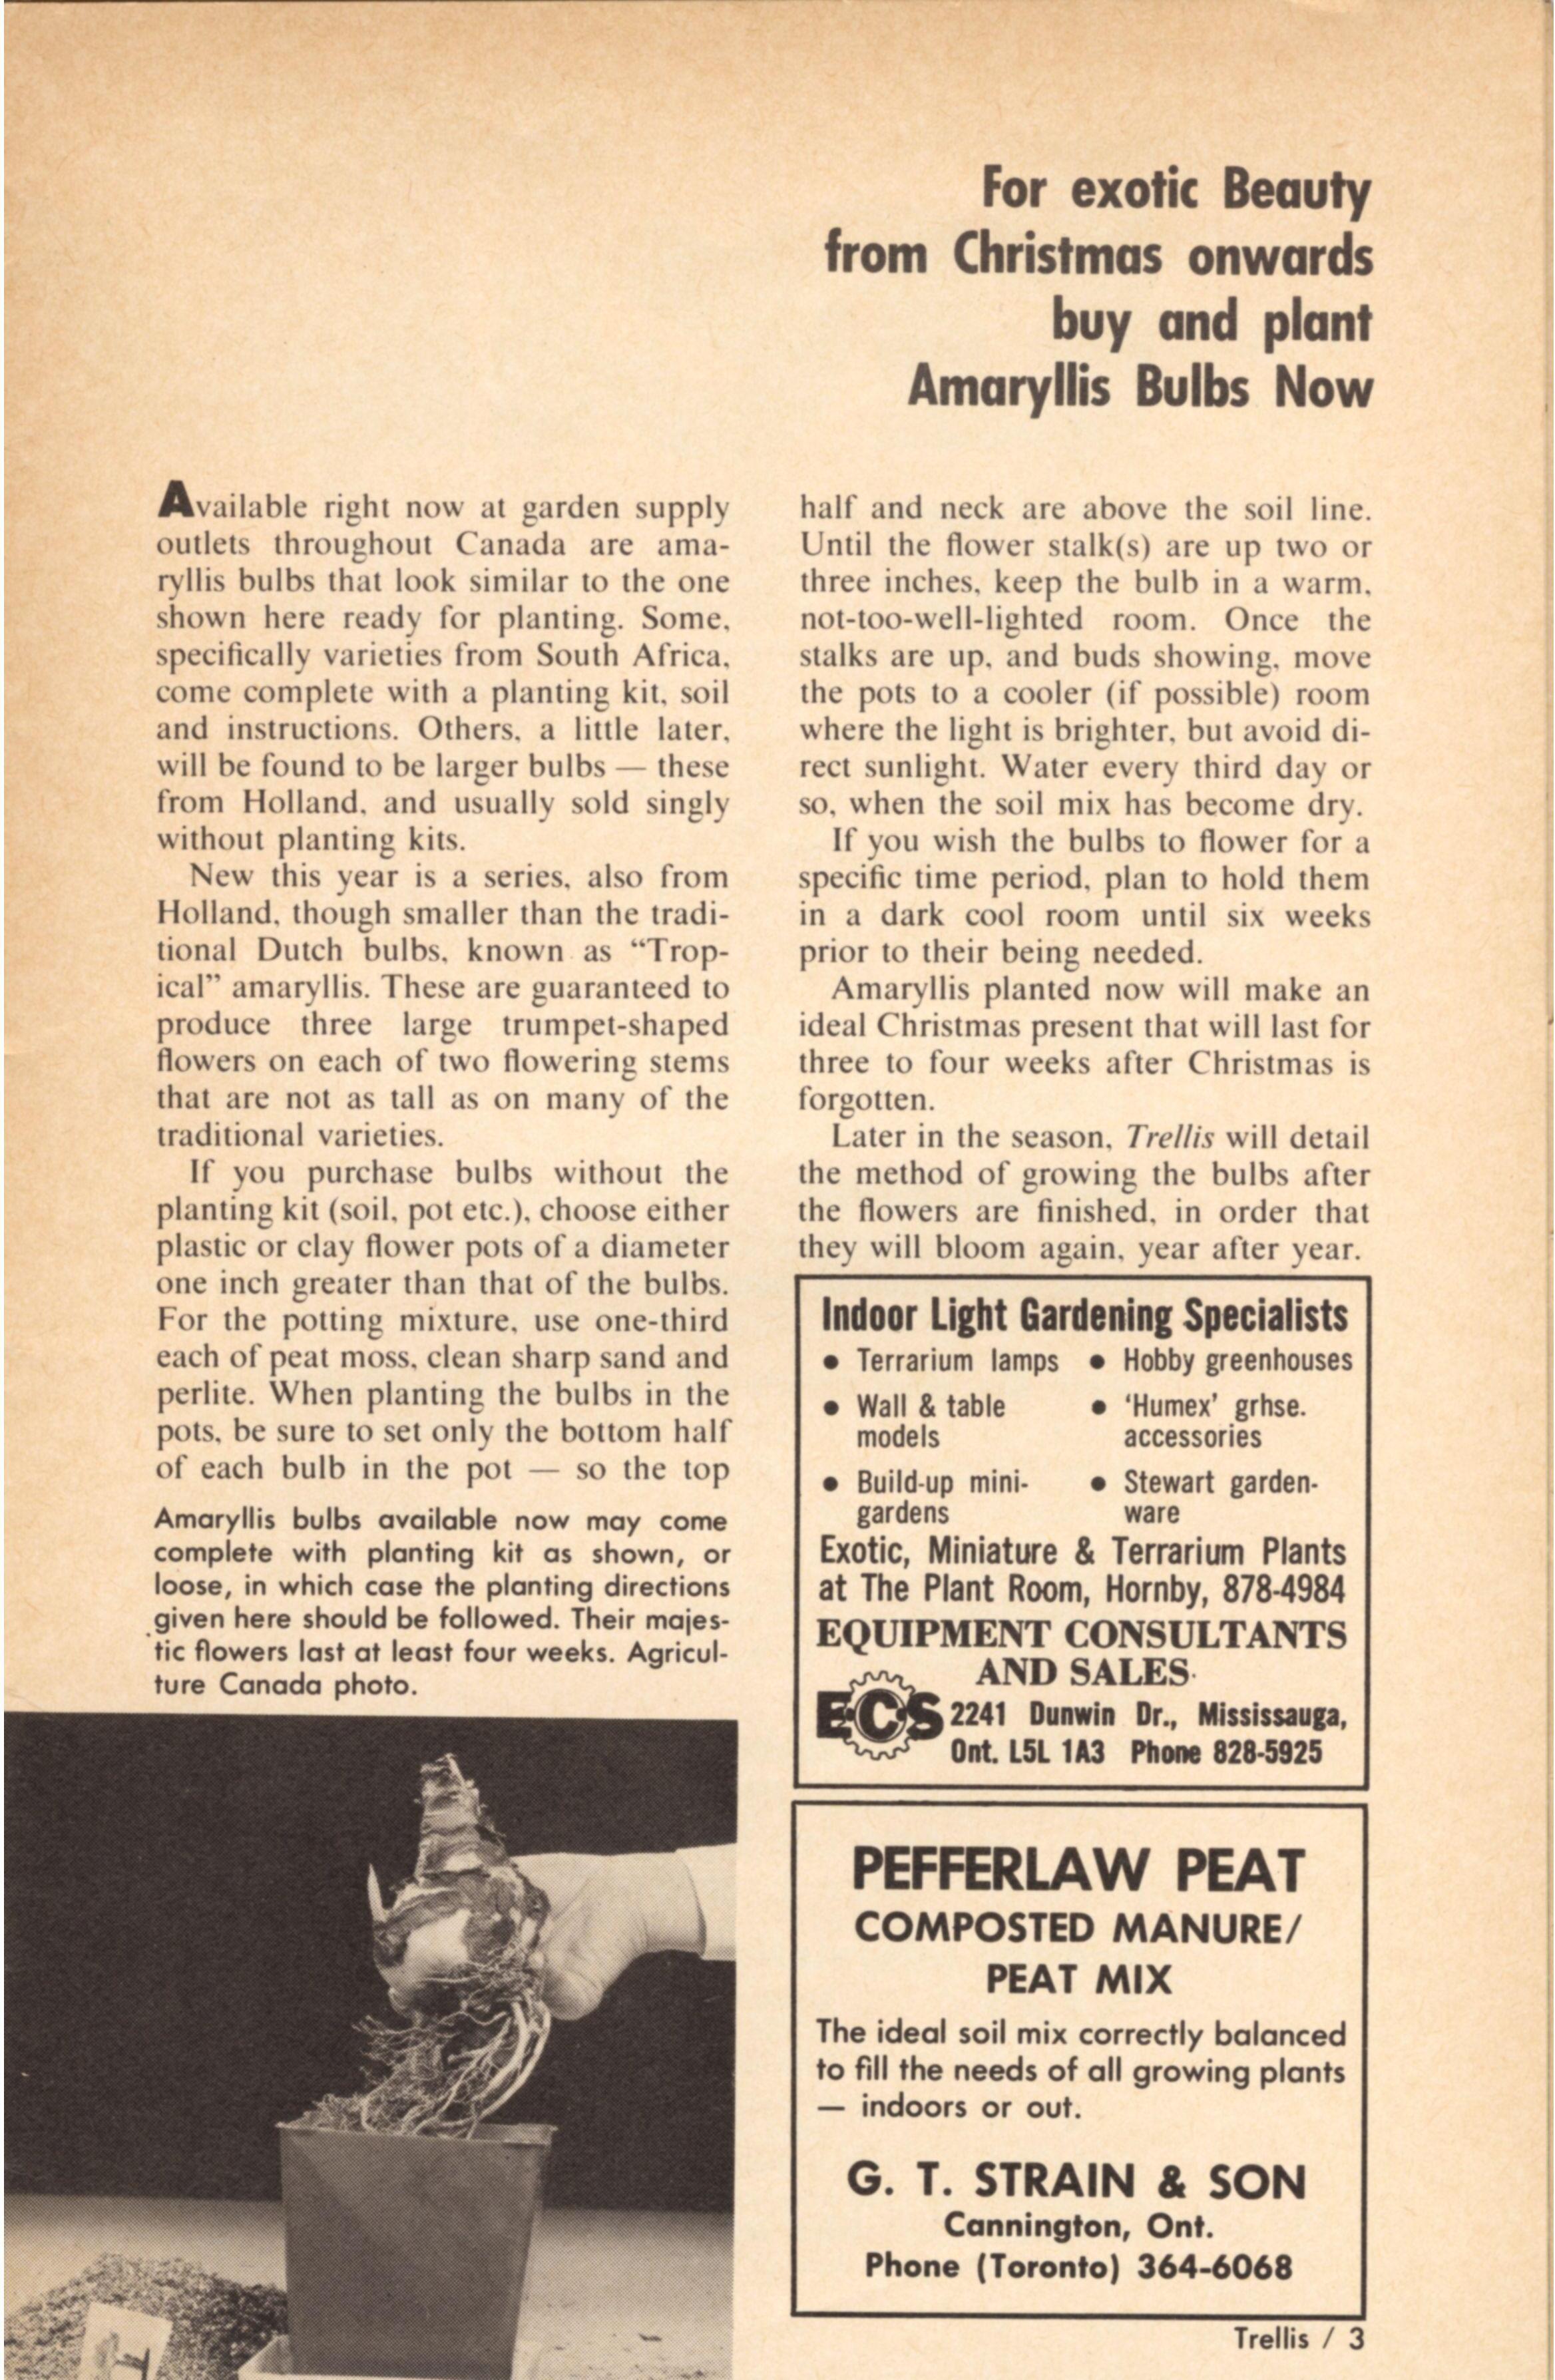 For exotic Beauty
from Christmas onwards
buy and plant
Amaryllis Bulbs Now
Available right now at garden supply
outlets throughout Canada are ama-
ryllis bulbs that look similar to the one
shown here ready for planting. Some,
specifically varieties from South Africa,
come complete with a planting kit, soil
and instructions. Others, a little later,
will be found to be larger bulbs — these
from Holland, and usually sold singly
without planting kits.
New this year is a series, also from
Holland, though smaller than the tradi-
tional Dutch bulbs, known as “Trop-
ical” amaryllis. These are guaranteed to
produce three large trumpet-shaped
flowers on each of two flowering stems
that are not as tall as on many of the
traditional varieties.
If you purchase bulbs without the
planting kit (soil, pot etc.), choose either
plastic or clay flower pots of a diameter
one inch greater than that of the bulbs.
For the potting mixture, use one-third
each of peat moss, clean sharp sand and
perlite. When planting the bulbs in the
pots, be sure to set only the bottom half
of each bulb in the pot — so the top
half and neck are above the soil line.
Until the flower stalk(s) are up two or
three inches, keep the bulb in a warm,
not-too-well-lighted room. Once the
stalks are up, and buds showing, move
the pots to a cooler (if possible) room
where the light is brighter, but avoid di-
rect sunlight. Water every third day or
so, when the soil mix has become dry.
If you wish the bulbs to flower for a
specific time period, plan to hold them
in a dark cool room until six weeks
prior to their being needed.
Amaryllis planted now will make an
ideal Christmas present that will last for
three to four weeks after Christmas is
forgotten.
Later in the season, Trellis will detail
the method of growing the bulbs after
the flowers are finished, in order that
they will bloom again, year after year.
Amaryllis bulbs available now may come
complete with planting kit as shown, or
loose, in which case the planting directions
given here should be followed. Their majes-
tic flowers last at least four weeks. Agricul-
ture Canada photo.
Indoor Light Gardening Specialists
• Terrarium lamps • Hobby greenhouses
• Wall & table • ‘Humex’ grhse.
models accessories
• Build-up mini- • Stewart garden-
gardens ware
Exotic, Miniature & Terrarium Plants
at The Plant Room, Hornby, 878-4984
EQUIPMENT CONSULTANTS
AND SALES
ECS 2241 Dunwin Dr., Mississauga,
Ont. L5L 1A3 Phone 828-5925
PEFFERLAW PEAT
COMPOSTED MANURE/
PEAT MIX
The ideal soil mix correctly balanced
to fill the needs of all growing plants
— indoors or out.
G. T. STRAIN & SON
Cannington, Ont.
Phone (Toronto) 364-6068
Trellis / 3